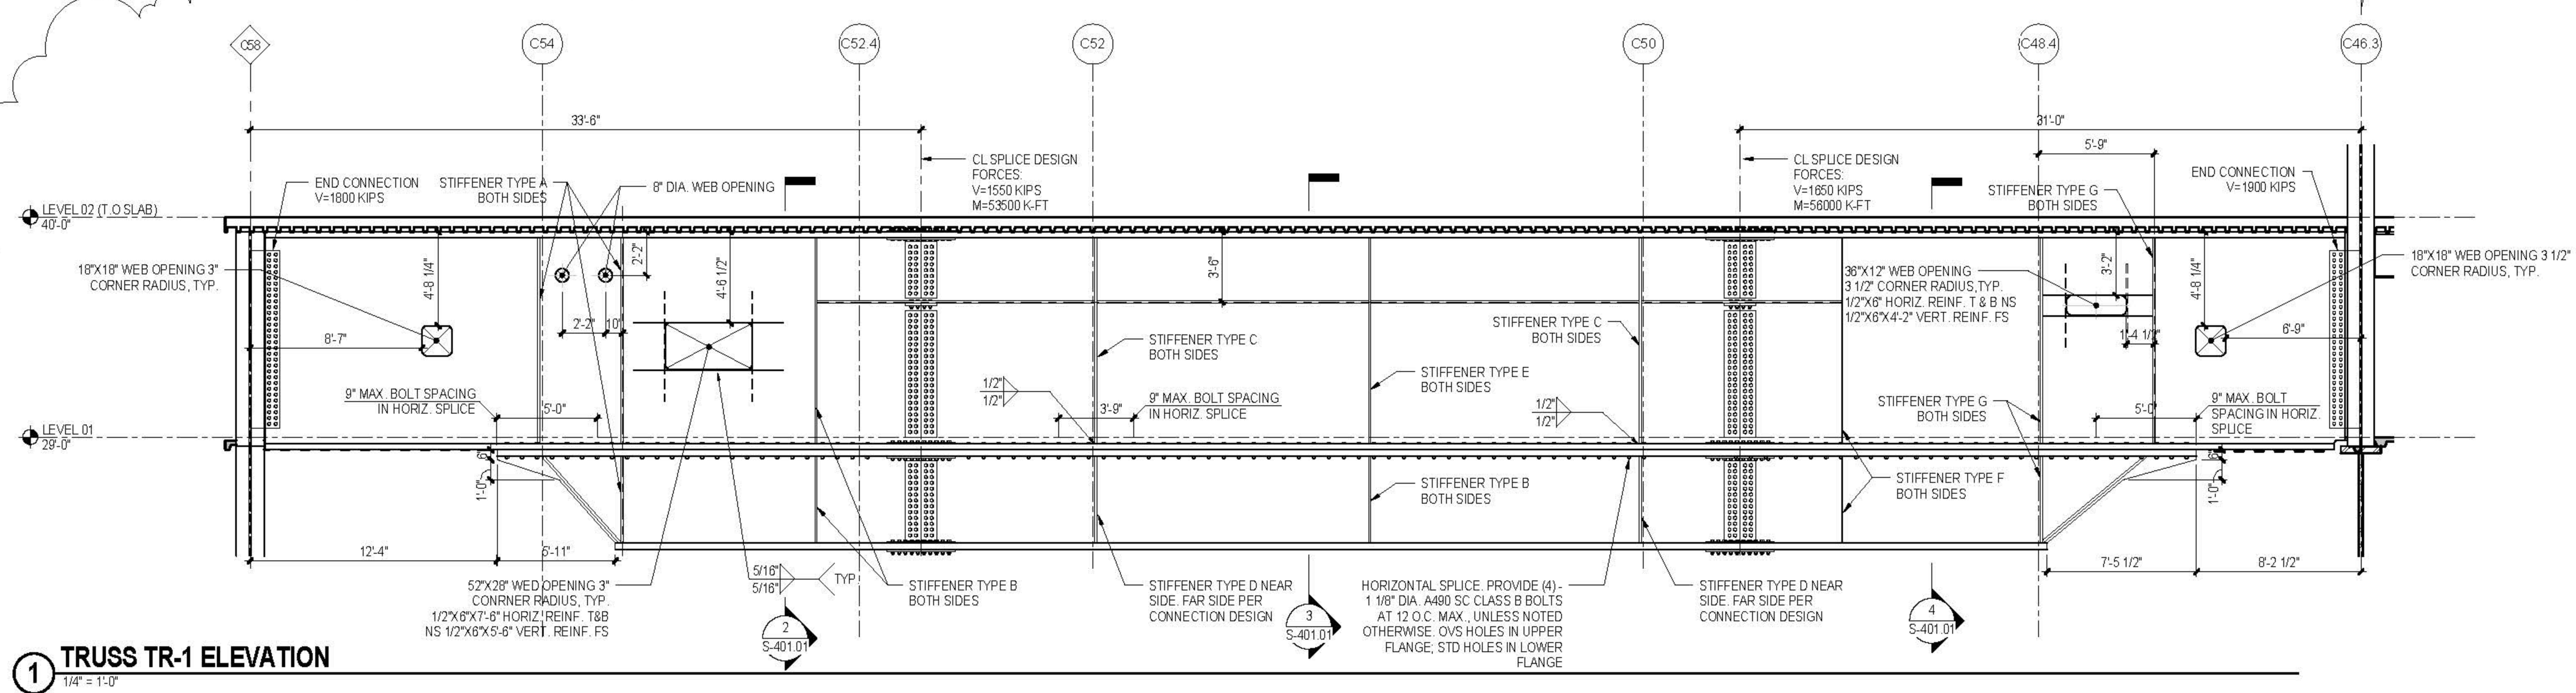 C58
C54
C52.4
C52
C50
C48.4
C46.3
33'-6"
31'-0"
5'-9"
END CONNECTION
V=1800 KIPS
STIFFENER TYPE A
BOTH SIDES
8" DIA. WEB OPENING
CL SPLICE DESIGN
FORCES:
V=1550 KIPS
M=53500 K-FT
CL SPLICE DESIGN
FORCES:
V=1650 KIPS
M=56000 K-FT
STIFFENER TYPE G
BOTH SIDES
END CONNECTION
V=1900 KIPS
LEVEL 02 (T.O SLAB)
40'-0"
18"X18" WEB OPENING 3"
CORNER RADIUS, TYP.
4'-8 1/4"
2'-2"
4'-6 1/2"
3'-6"
36"X12" WEB OPENING
3 1/2" CORNER RADIUS,TYP.
1/2"X6" HORIZ. REINF. T & B NS
1/2"X6"X4'-2" VERT. REINF. FS
3'-2"
4'-8 1/4"
18"X18" WEB OPENING 3 1/2"
CORNER RADIUS, TYP.
8'-7"
2'-2"
10"
1'-4 1/2"
6'-9"
STIFFENER TYPE C
BOTH SIDES
STIFFENER TYPE C
BOTH SIDES
STIFFENER TYPE E
BOTH SIDES
9" MAX. BOLT SPACING
IN HORIZ. SPLICE
5'-0"
1/2"
1/2"
3'-9"
9" MAX. BOLT SPACING
IN HORIZ. SPLICE
1/2"
1/2"
STIFFENER TYPE G
BOTH SIDES
5'-0"
9" MAX. BOLT
SPACING IN HORIZ.
SPLICE
LEVEL 01
29'-0"
6"
1'-0"
STIFFENER TYPE B
BOTH SIDES
STIFFENER TYPE F
BOTH SIDES
6"
1'-0"
12'-4"
5'-11"
7'-5 1/2"
8'-2 1/2"
52"X28" WED OPENING 3"
CONRNER RADIUS, TYP.
1/2"X6"X7'-6" HORIZ. REINF. T&B
NS 1/2"X6"X5'-6" VERT. REINF. FS
5/16"
5/16"
TYP
STIFFENER TYPE B
BOTH SIDES
STIFFENER TYPE D NEAR
SIDE. FAR SIDE PER
CONNECTION DESIGN
HORIZONTAL SPLICE. PROVIDE (4) -
1 1/8" DIA. A490 SC CLASS B BOLTS
AT 12 O.C. MAX., UNLESS NOTED
OTHERWISE. OVS HOLES IN UPPER
FLANGE; STD HOLES IN LOWER
FLANGE
STIFFENER TYPE D NEAR
SIDE. FAR SIDE PER
CONNECTION DESIGN
2
S-401.01
3
S-401.01
4
S-401.01
1
TRUSS TR-1 ELEVATION
1/4" = 1'-0"